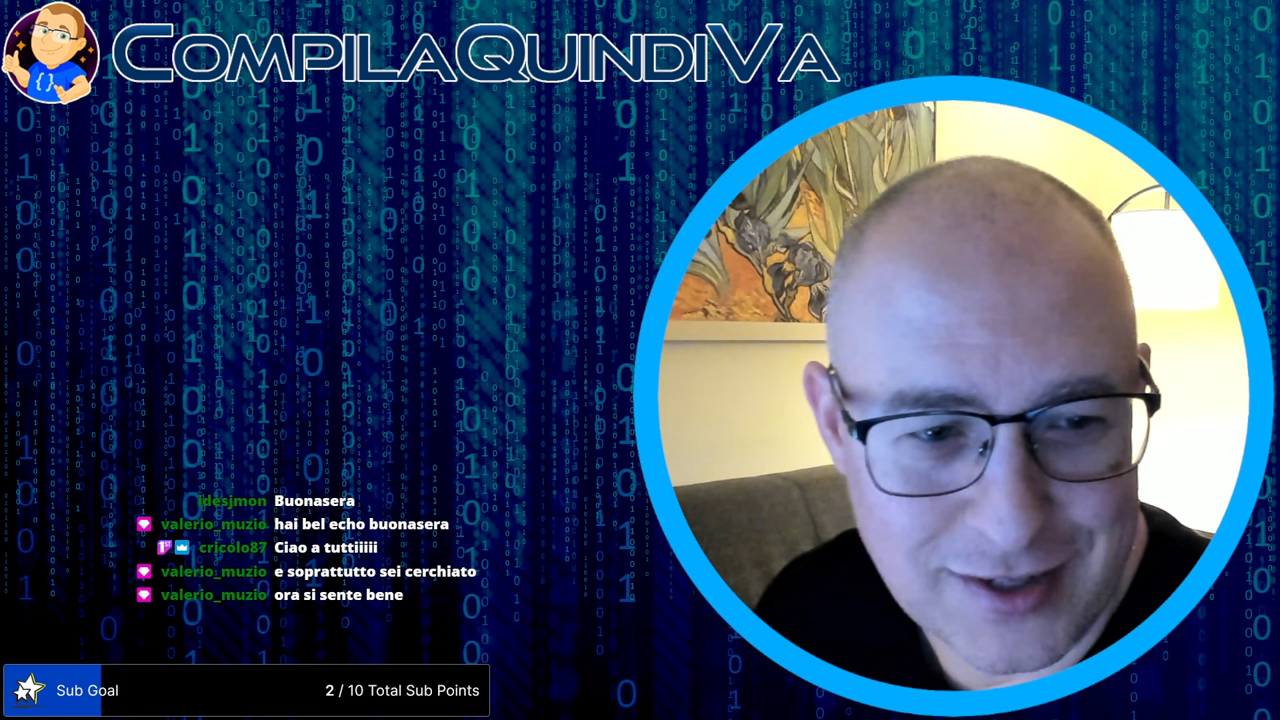 CompilaQuindiVa
jdesjmon Buonasera
valerio_muzio hai bel echo buonasera
cricolo87 Ciao a tuttiiiii
valerio_muzio e soprattutto sei cerchiato
valerio_muzio ora si sente bene
Sub Goal 2 / 10 Total Sub Points